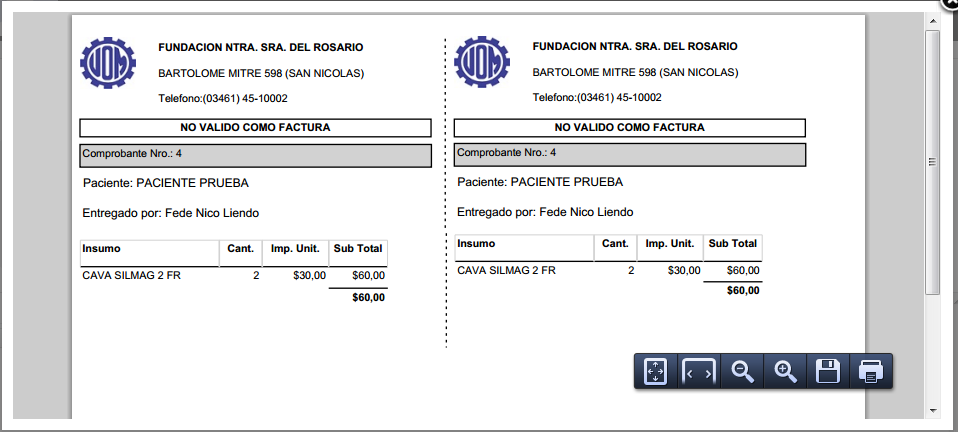 UOM
FUNDACION NTRA. SRA. DEL ROSARIO
BARTOLOME MITRE 598 (SAN NICOLAS)
Telefono:(03461) 45-10002
NO VALIDO COMO FACTURA
Comprobante Nro.: 4
Paciente: PACIENTE PRUEBA
Entregado por: Fede Nico Liendo
Insumo Cant. Imp. Unit. Sub Total
CAVA SILMAG 2 FR 2 $30,00 $60,00
$60,00
UOM
FUNDACION NTRA. SRA. DEL ROSARIO
BARTOLOME MITRE 598 (SAN NICOLAS)
Telefono:(03461) 45-10002
NO VALIDO COMO FACTURA
Comprobante Nro.: 4
Paciente: PACIENTE PRUEBA
Entregado por: Fede Nico Liendo
Insumo Cant. Imp. Unit. Sub Total
CAVA SILMAG 2 FR 2 $30,00 $60,00
$60,00